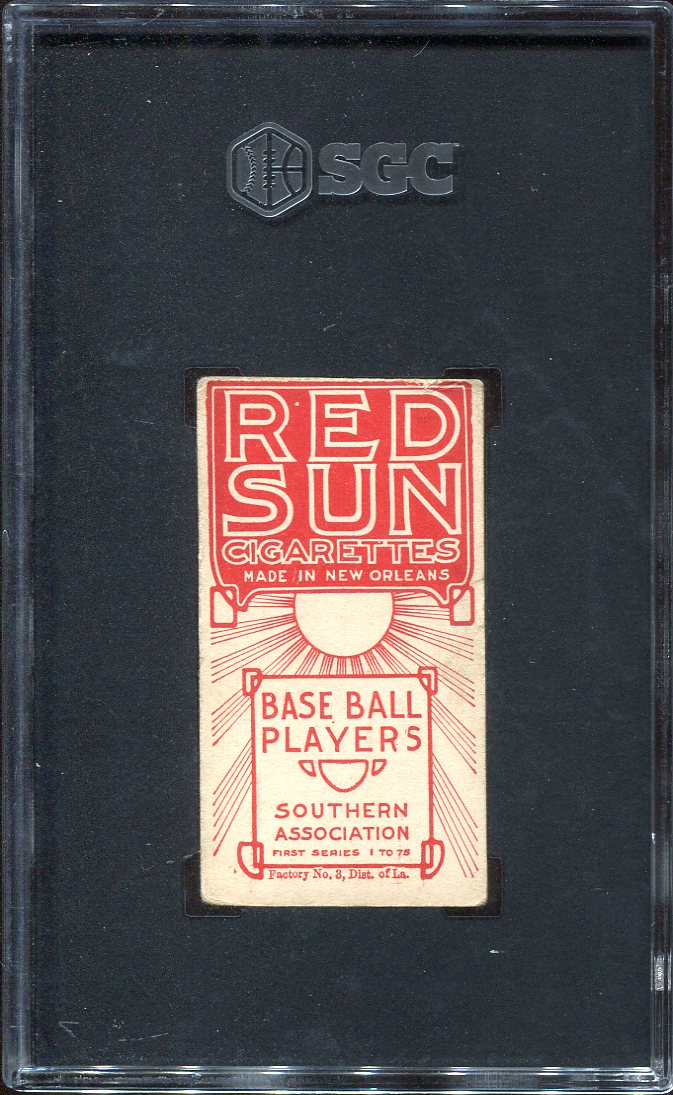 SGC
RED
SUN
CIGARETTES
MADE IN NEW ORLEANS
BASE BALL
PLAYERS
SOUTHERN
ASSOCIATION
FIRST SERIES 1 TO 75
Factory No. 3, Dist. of La.